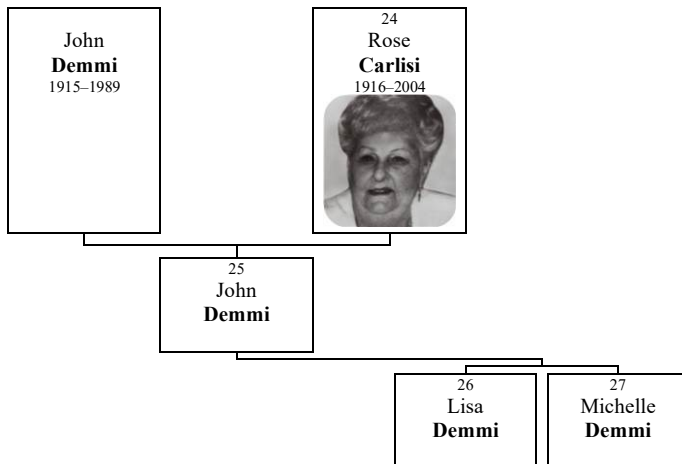 John
Demmi
1915–1989
24
Rose
Carlisi
1916–2004
25
John
Demmi
26
Lisa
Demmi
27
Michelle
Demmi